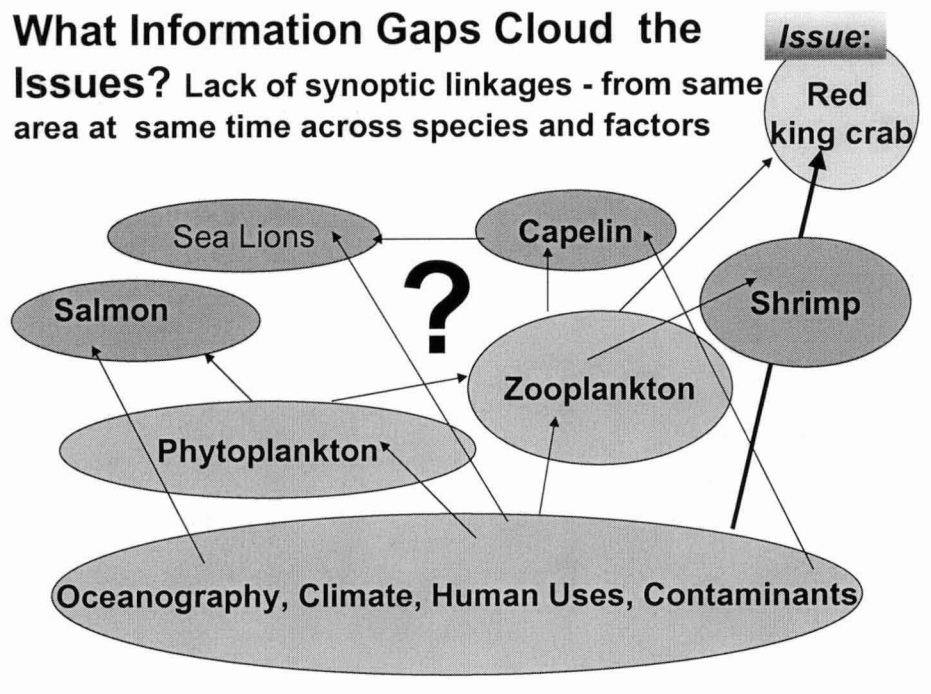 What Information Gaps Cloud the
Issues? Lack of synoptic linkages - from same
area at same time across species and factors
Issue:
Red
king crab
Sea Lions
Capelin
?
Salmon
Shrimp
Zooplankton
Phytoplankton
Oceanography, Climate, Human Uses, Contaminants